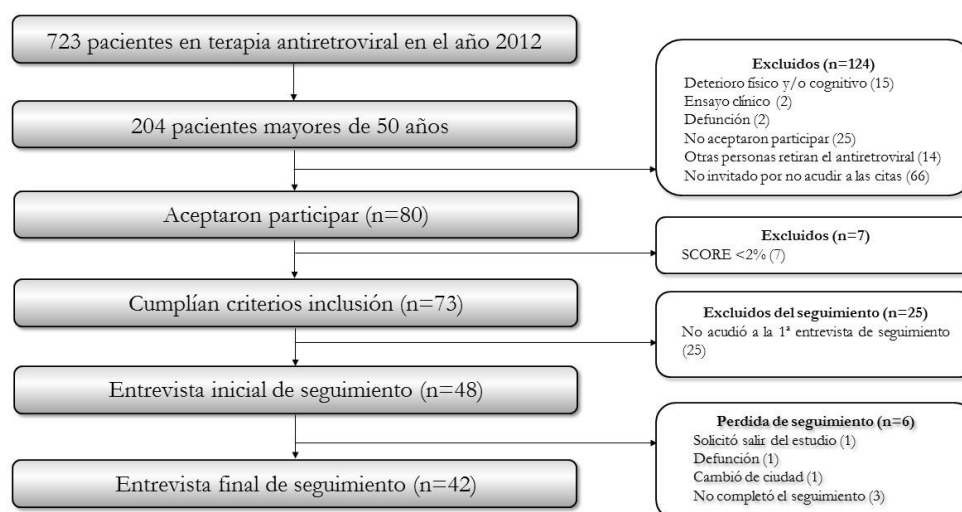 723 pacientes en terapia antiretroviral en el año 2012
204 pacientes mayores de 50 años
Excluidos (n=124)
Deterioro físico y/o cognitivo (15)
Ensayo clínico (2)
Defunción (2)
No aceptaron participar (25)
Otras personas retiran el antiretroviral (14)
No invitado por no acudir a las citas (66)
Aceptaron participar (n=80)
Excluidos (n=7)
SCORE <2% (7)
Cumplían criterios inclusión (n=73)
Excluidos del seguimiento (n=25)
No acudió a la 1ª entrevista de seguimiento
(25)
Entrevista inicial de seguimiento (n=48)
Perdida de seguimiento (n=6)
Solicitó salir del estudio (1)
Defunción (1)
Cambió de ciudad (1)
No completó el seguimiento (3)
Entrevista final de seguimiento (n=42)